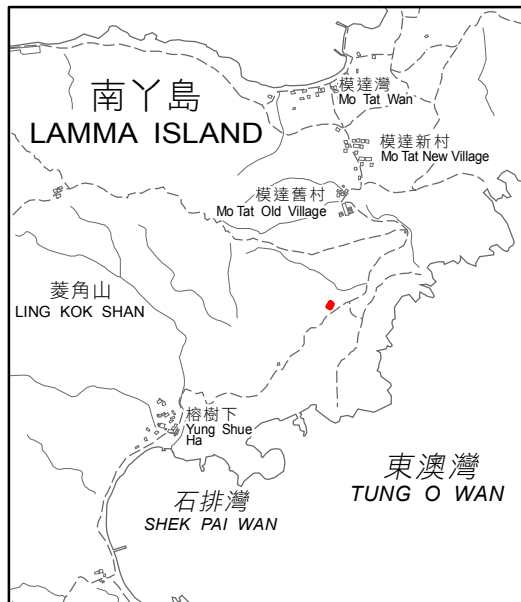 南丫島
LAMMA ISLAND
模達灣
Mo Tat Wan
模達新村
Mo Tat New Village
模達舊村
Mo Tat Old Village
菱角山
LING KOK SHAN
榕樹下
Yung Shue
Ha
東澳灣
TUNG O WAN
石排灣
SHEK PAI WAN